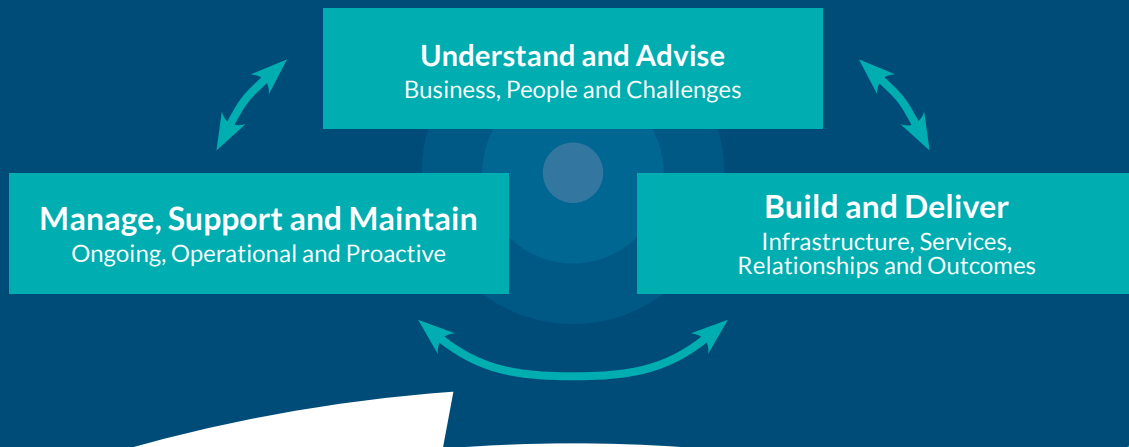 Understand and Advise
Business, People and Challenges
Manage, Support and Maintain
Ongoing, Operational and Proactive
Build and Deliver
Infrastructure, Services,
Relationships and Outcomes